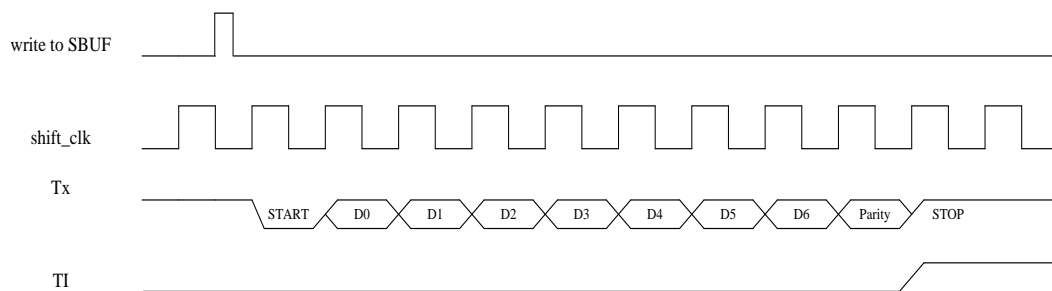 write to SBUF
shift_clk
Tx
START D0 D1 D2 D3 D4 D5 D6 Parity STOP
TI